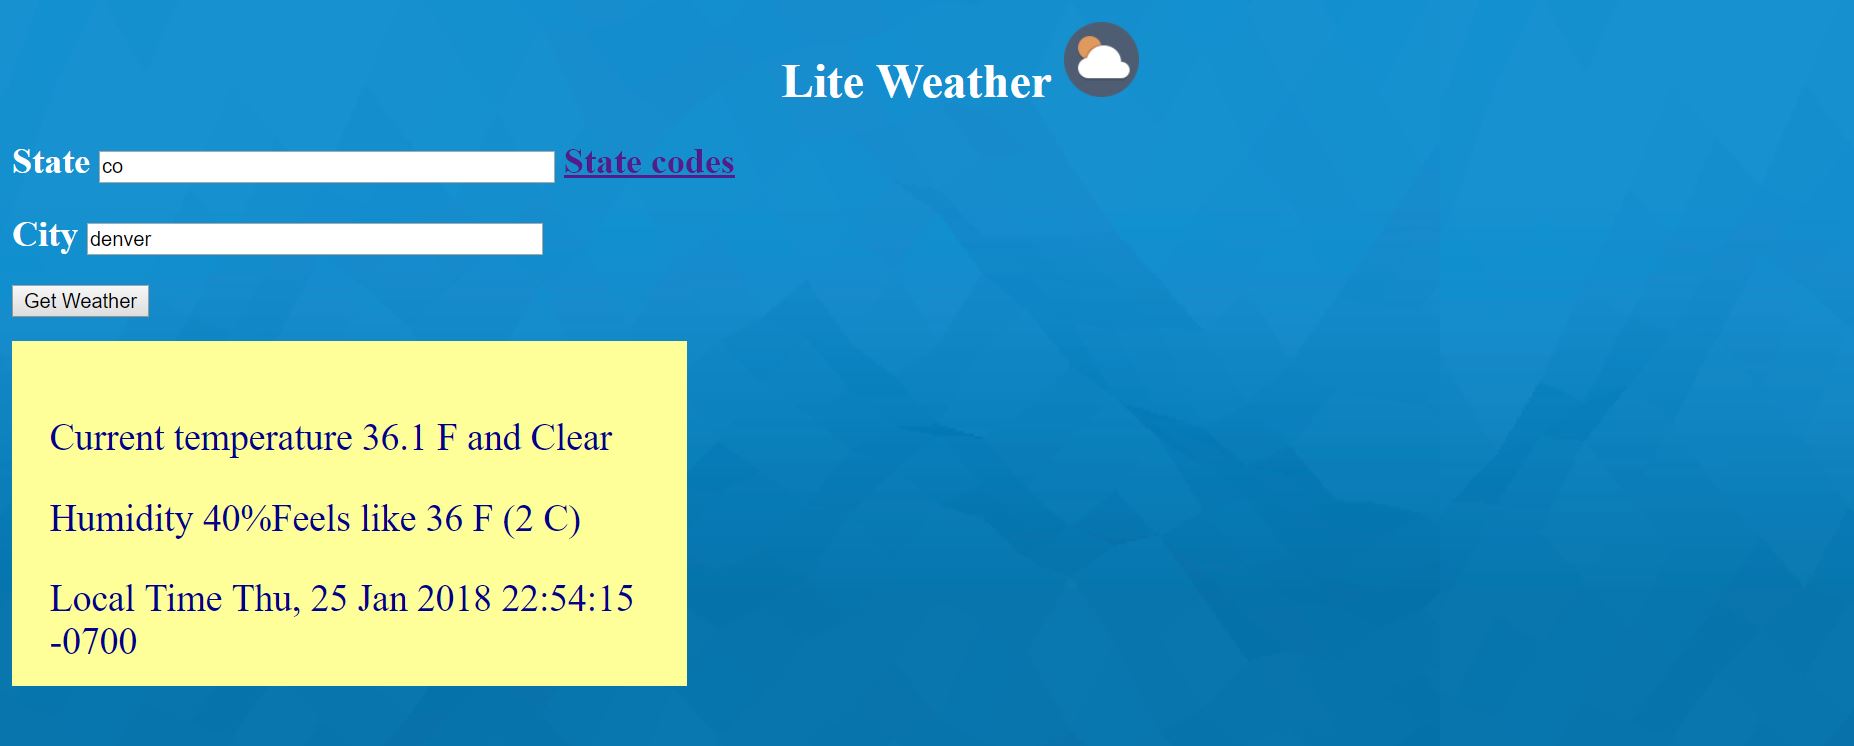 Lite Weather
State co State codes
City denver
Get Weather
Current temperature 36.1 F and Clear
Humidity 40%Feels like 36 F (2 C)
Local Time Thu, 25 Jan 2018 22:54:15
-0700